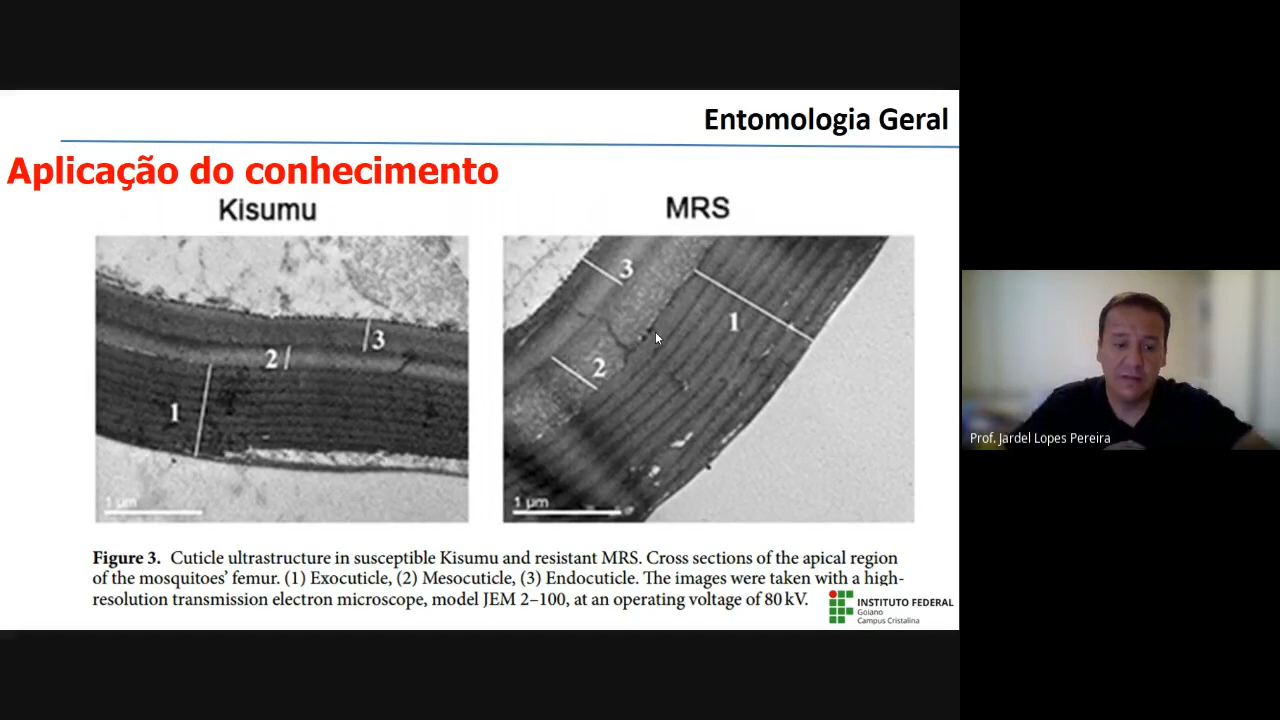 Entomologia Geral
Aplicação do conhecimento
Kisumu
MRS
3
2
1
1 µm
3
1
2
1 µm
Figure 3. Cuticle ultrastructure in susceptible Kisumu and resistant MRS. Cross sections of the apical region
of the mosquitoes’ femur. (1) Exocuticle, (2) Mesocuticle, (3) Endocuticle. The images were taken with a high-
resolution transmission electron microscope, model JEM 2–100, at an operating voltage of 80 kV.
INSTITUTO FEDERAL
Goiano
Campus Cristalina
Prof. Jardel Lopes Pereira